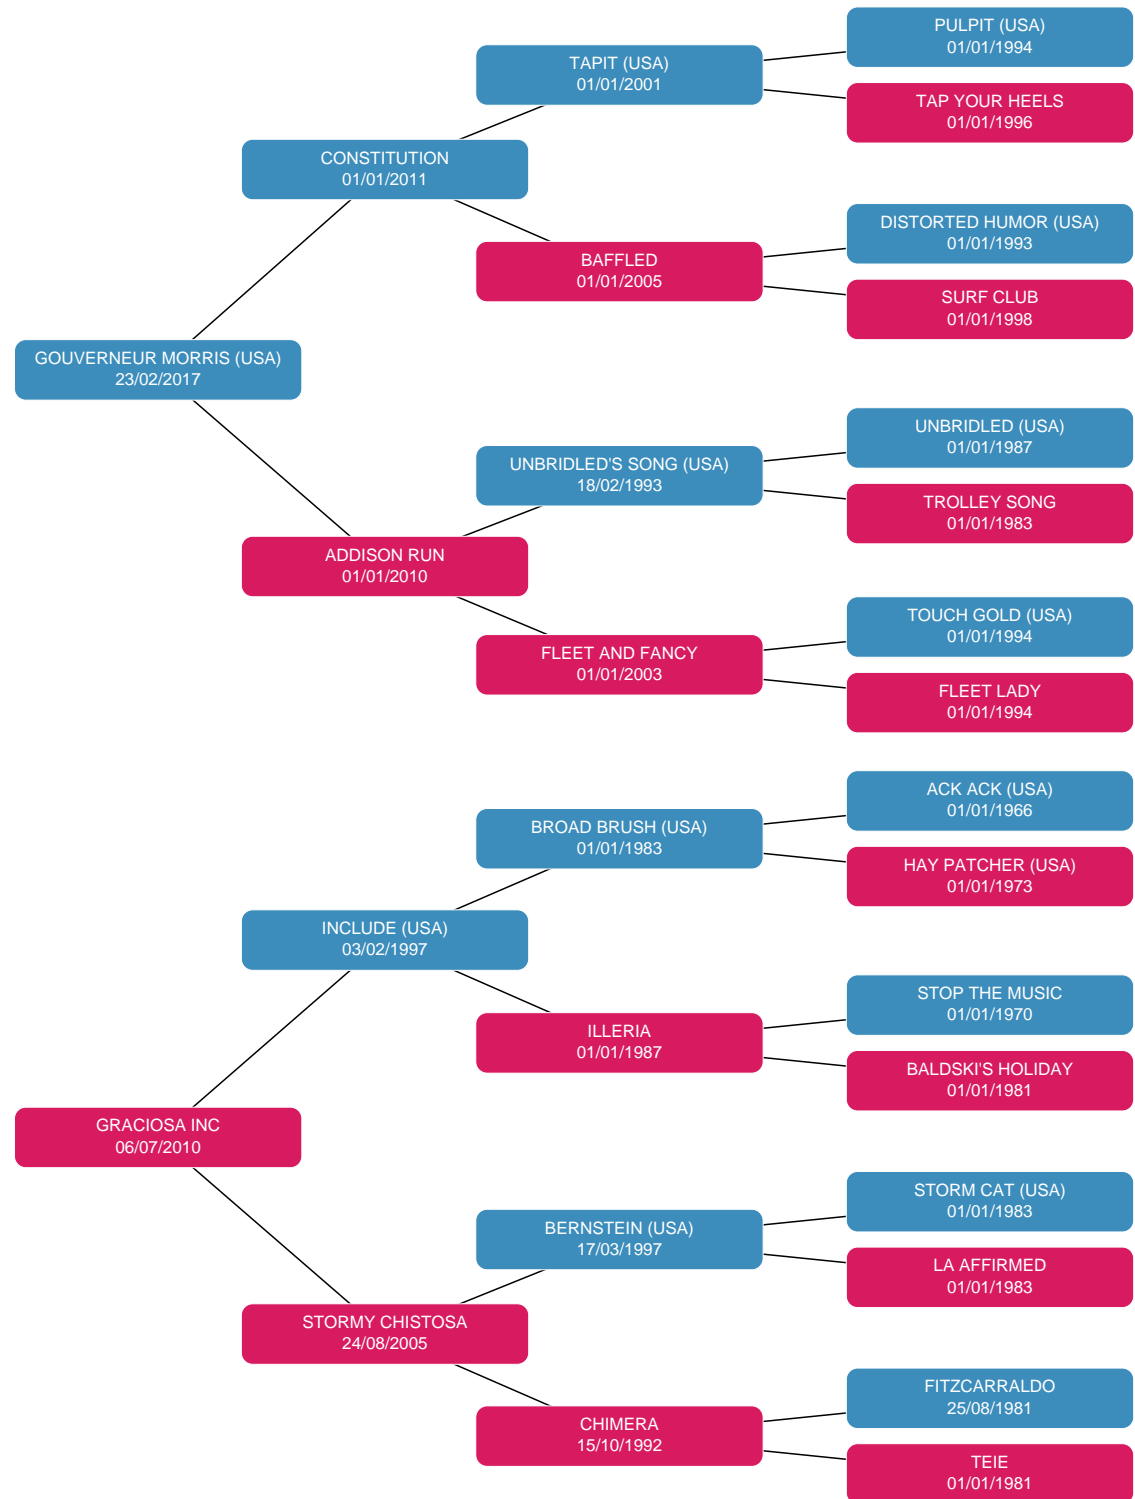 PULPIT (USA)
01/01/1994
TAPIT (USA)
01/01/2001
TAP YOUR HEELS
01/01/1996
CONSTITUTION
01/01/2011
DISTORTED HUMOR (USA)
01/01/1993
BAFFLED
01/01/2005
SURF CLUB
01/01/1998
GOUVERNEUR MORRIS (USA)
23/02/2017
UNBRIDLED (USA)
01/01/1987
UNBRIDLED'S SONG (USA)
18/02/1993
TROLLEY SONG
01/01/1983
ADDISON RUN
01/01/2010
TOUCH GOLD (USA)
01/01/1994
FLEET AND FANCY
01/01/2003
FLEET LADY
01/01/1994
ACK ACK (USA)
01/01/1966
BROAD BRUSH (USA)
01/01/1983
HAY PATCHER (USA)
01/01/1973
INCLUDE (USA)
03/02/1997
STOP THE MUSIC
01/01/1970
ILLERIA
01/01/1987
BALDSKI'S HOLIDAY
01/01/1981
GRACIOSA INC
06/07/2010
STORM CAT (USA)
01/01/1983
BERNSTEIN (USA)
17/03/1997
LA AFFIRMED
01/01/1983
STORMY CHISTOSA
24/08/2005
FITZCARRALDO
25/08/1981
CHIMERA
15/10/1992
TEIE
01/01/1981